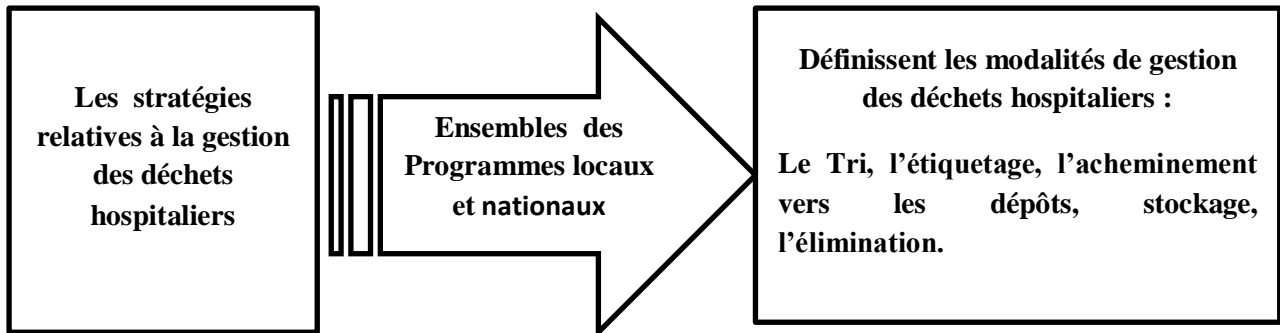 Les stratégies
relatives à la gestion
des déchets
hospitaliers
Ensembles des
Programmes locaux
et nationaux
Définissent les modalités de gestion
des déchets hospitaliers :
Le Tri, l’étiquetage, l’acheminement
vers les dépôts, stockage,
l’élimination.